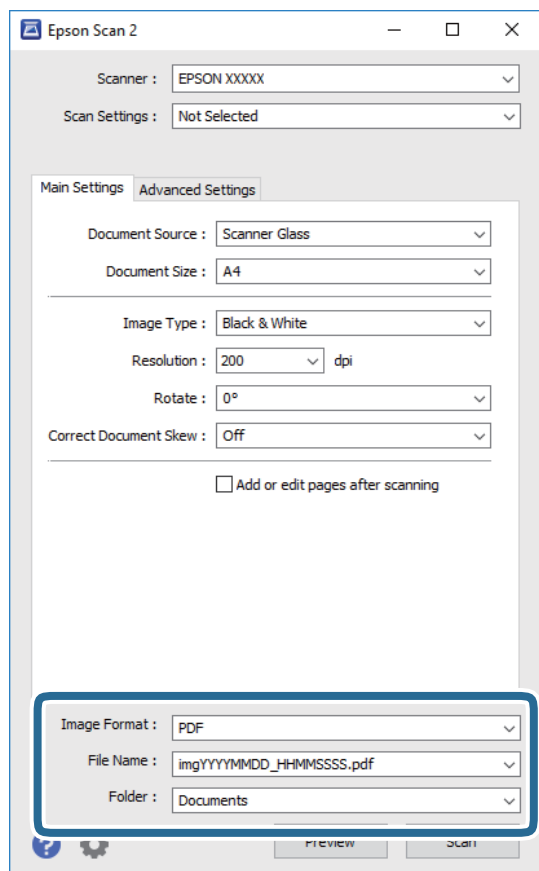 Epson Scan 2
Scanner : EPSON XXXXX
Scan Settings : Not Selected
Main Settings Advanced Settings
Document Source : Scanner Glass
Document Size : A4
Image Type : Black & White
Resolution : 200 dpi
Rotate : 0°
Correct Document Skew : Off
Add or edit pages after scanning
Image Format : PDF
File Name : imgYYYYMMDD_HHMMSSSS.pdf
Folder : Documents
? Preview Scan